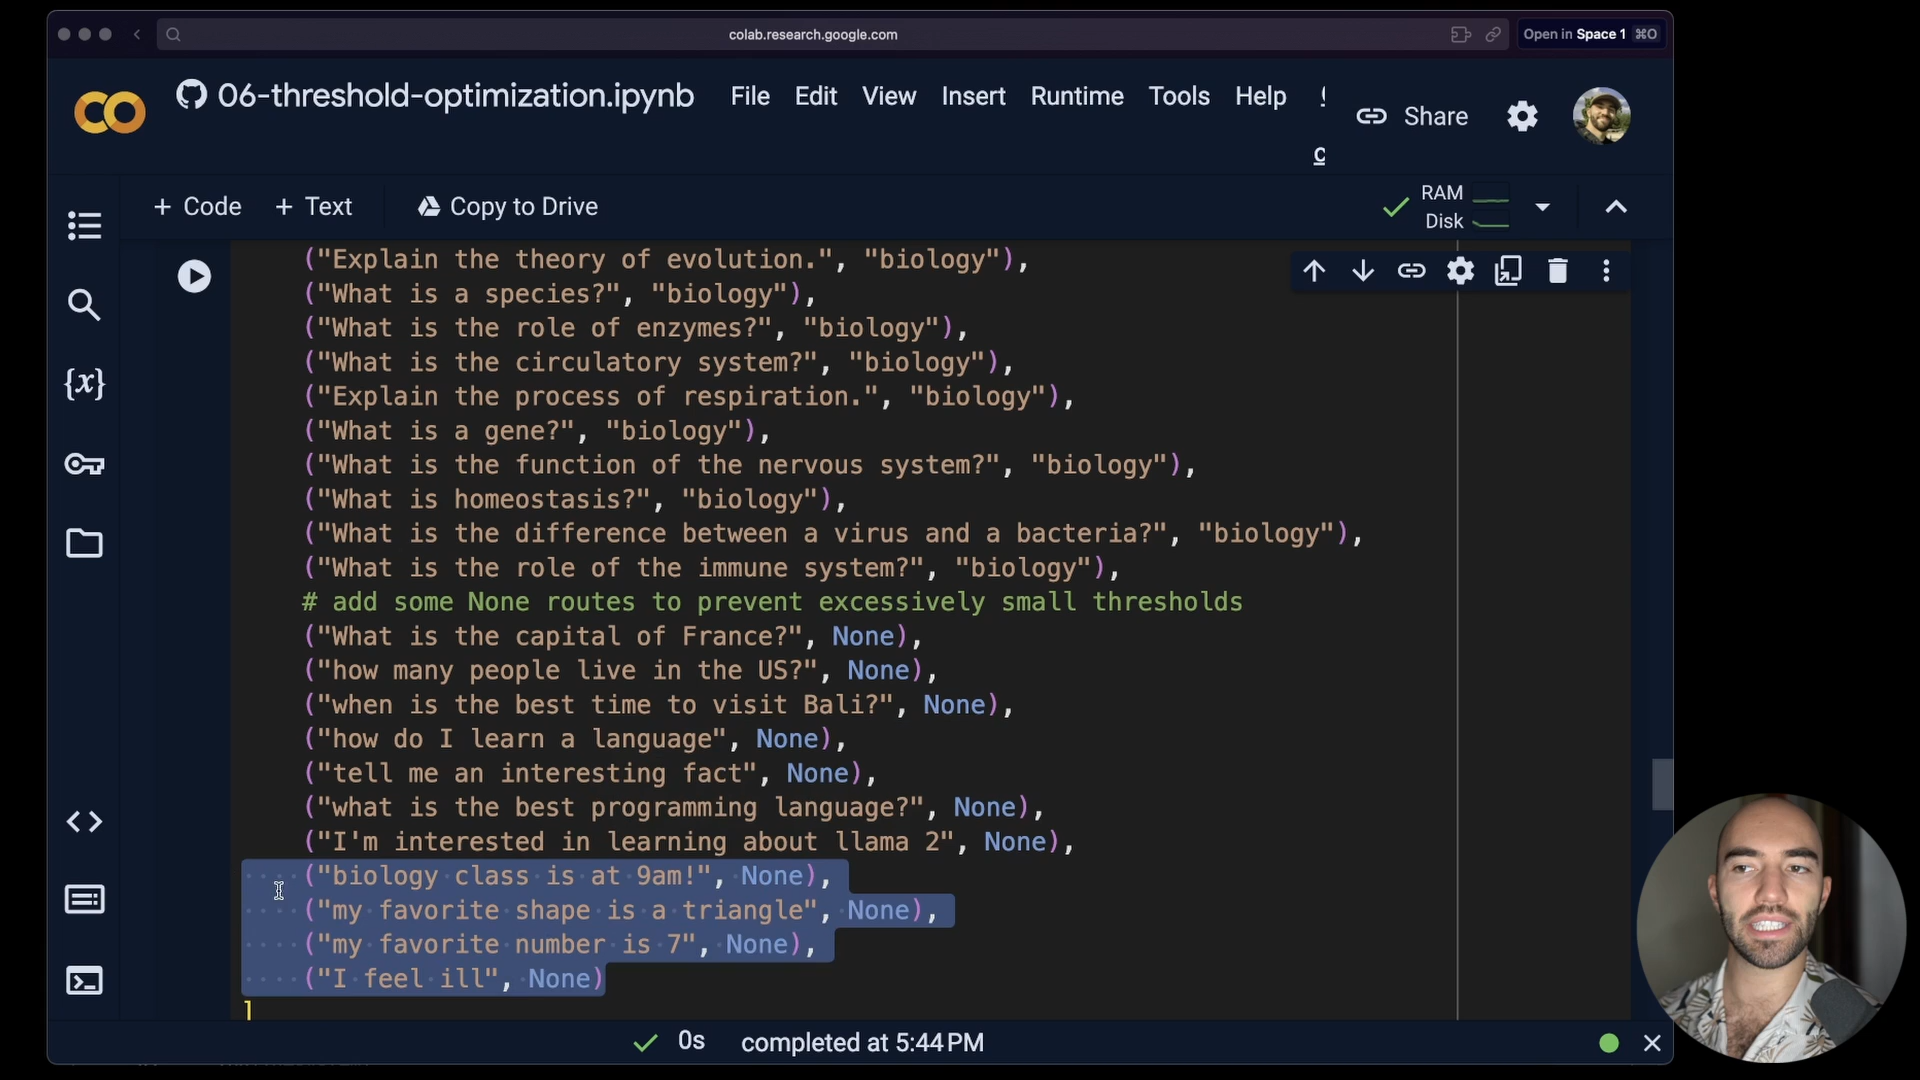 colab.research.google.com
Open in Space 1 ⌘O
06-threshold-optimization.ipynb
File Edit View Insert Runtime Tools Help
Share
+ Code + Text Copy to Drive
RAM
Disk
("Explain the theory of evolution.", "biology"),
("What is a species?", "biology"),
("What is the role of enzymes?", "biology"),
("What is the circulatory system?", "biology"),
("Explain the process of respiration.", "biology"),
("What is a gene?", "biology"),
("What is the function of the nervous system?", "biology"),
("What is homeostasis?", "biology"),
("What is the difference between a virus and a bacteria?", "biology"),
("What is the role of the immune system?", "biology"),
# add some None routes to prevent excessively small thresholds
("What is the capital of France?", None),
("how many people live in the US?", None),
("when is the best time to visit Bali?", None),
("how do I learn a language", None),
("tell me an interesting fact", None),
("what is the best programming language?", None),
("I'm interested in learning about llama 2", None),
("biology class is at 9am!", None),
("my favorite shape is a triangle", None),
("my favorite number is 7", None),
("I feel ill", None)
]
0s completed at 5:44 PM